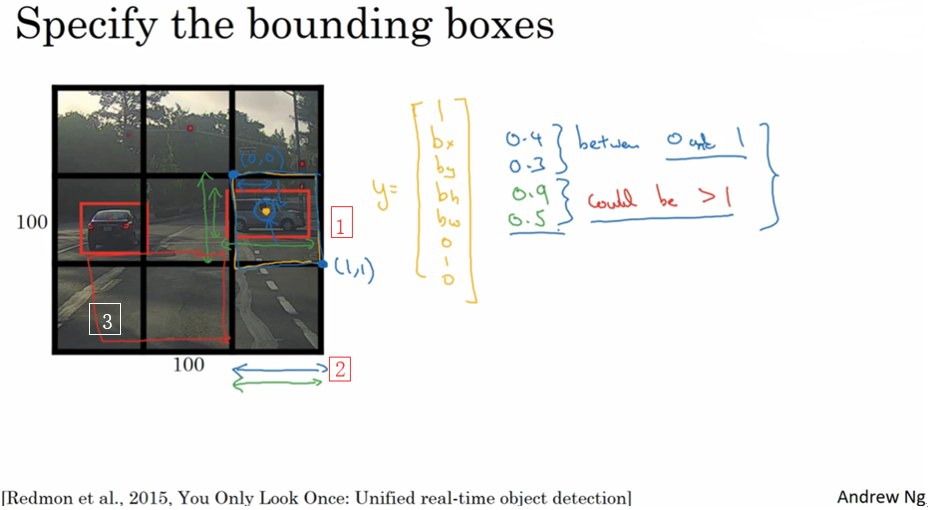 Specify the bounding boxes
(0,0)
100
1
(1,1)
3
100
2
y=
1
bx
by
bh
bw
0
1
0
0.4
0.3
between 0 and 1
0.9
0.5
could be >1
[Redmon et al., 2015, You Only Look Once: Unified real-time object detection]
Andrew Ng